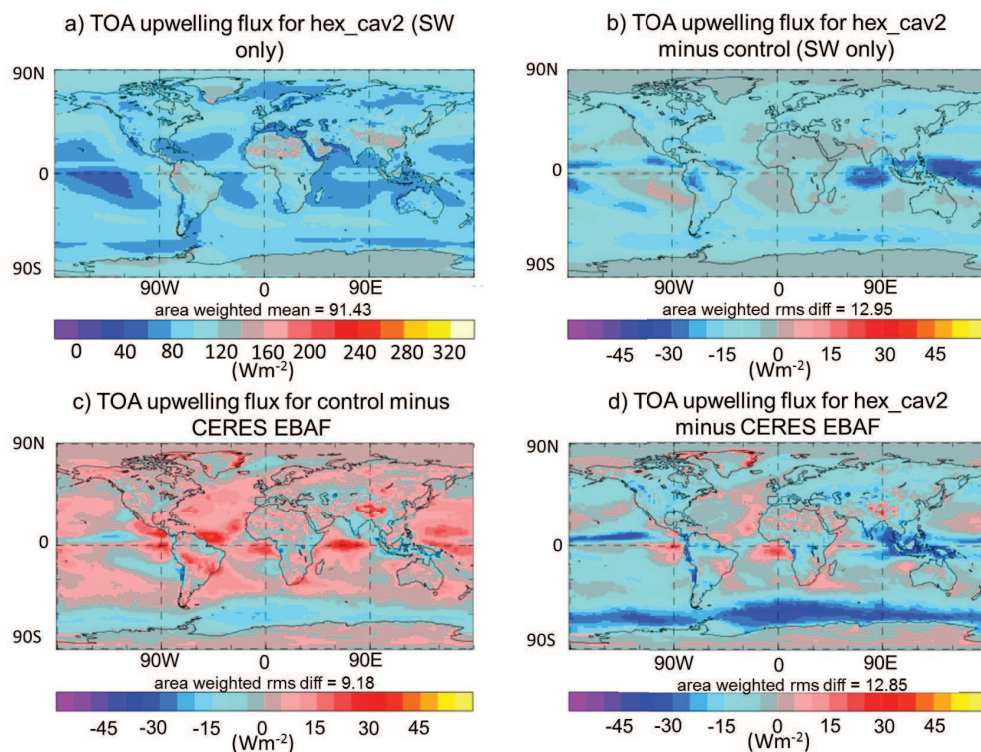 a) TOA upwelling flux for hex_cav2 (SW
only)
90N
0
90S
90W 0 90E
area weighted mean = 91.43
0 40 80 120 160 200 240 280 320
(Wm⁻²)
b) TOA upwelling flux for hex_cav2
minus control (SW only)
90N
0
90S
90W 0 90E
area weighted rms diff = 12.95
-45 -30 -15 0 15 30 45
(Wm⁻²)
c) TOA upwelling flux for control minus
CERES EBAF
90N
0
90S
90W 0 90E
area weighted rms diff = 9.18
-45 -30 -15 0 15 30 45
(Wm⁻²)
d) TOA upwelling flux for hex_cav2
minus CERES EBAF
90N
0
90S
90W 0 90E
area weighted rms diff = 12.85
-45 -30 -15 0 15 30 45
(Wm⁻²)